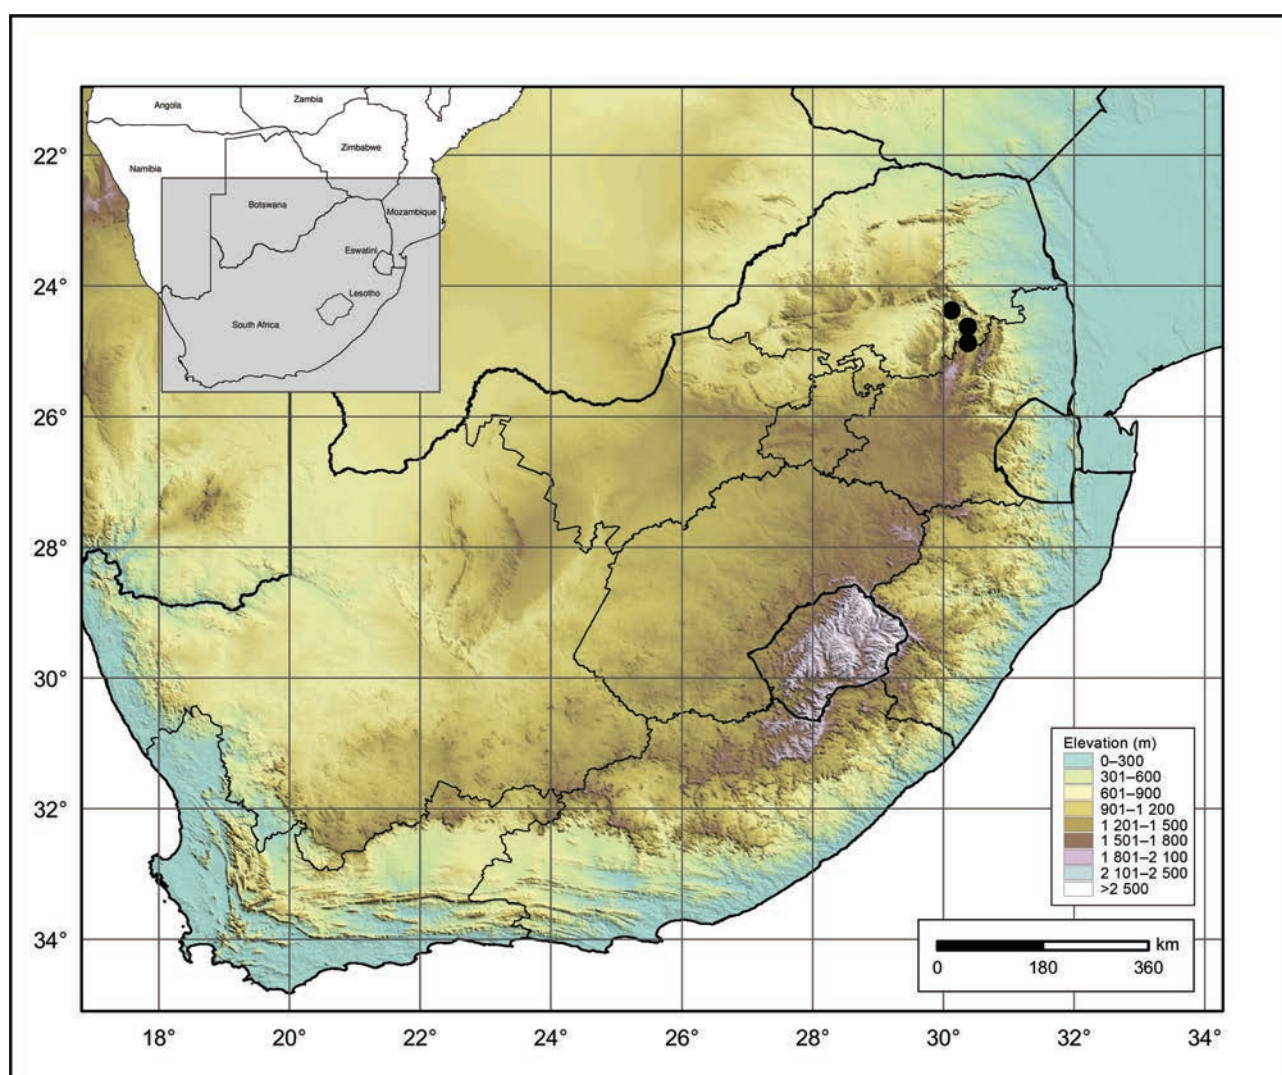 Angola
Zambia
Zimbabwe
Namibia
Botswana
Mozambique
Eswatini
Lesotho
South Africa
22°
24°
26°
28°
30°
32°
34°
Elevation (m)
0–300
301–600
601–900
901–1 200
1 201–1 500
1 501–1 800
1 801–2 100
2 101–2 500
>2 500
km
0 180 360
18° 20° 22° 24° 26° 28° 30° 32° 34°